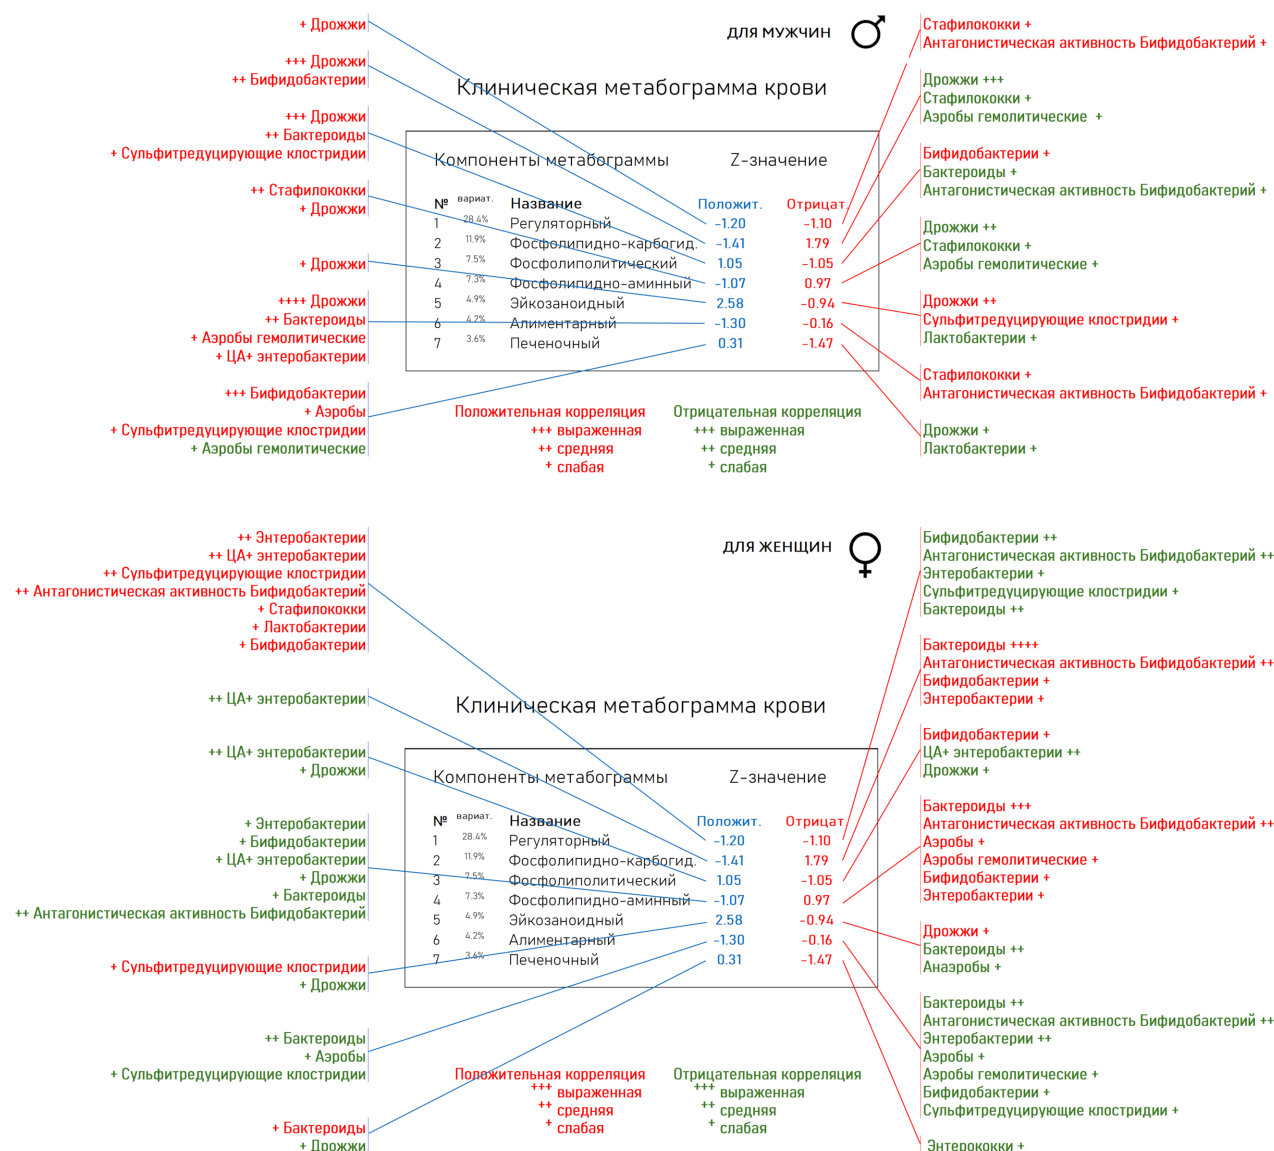 ДЛЯ МУЖЧИН
Клиническая метабограмма крови
+ Дрожжи
+++ Дрожжи
++ Бифидобактерии
+++ Дрожжи
++ Бактероиды
+ Сульфитредуцирующие клостридии
++ Стафилококки
+ Дрожжи
+ Дрожжи
++++ Дрожжи
++ Бактероиды
+ Аэробы гемолитические
+ ЦА+ энтеробактерии
+++ Бифидобактерии
+ Аэробы
+ Сульфитредуцирующие клостридии
+ Аэробы гемолитические
Компоненты метабограммы Z-значение
№ вариат. Название Положит. Отрицат.
1 28.4% Регуляторный -1.20 -1.10
2 11.9% Фосфолипидно-карбогид. -1.41 1.79
3 7.5% Фосфолиполитический 1.05 -1.05
4 7.3% Фосфолипидно-аминный -1.07 0.97
5 4.9% Эйкозаноидный 2.58 -0.94
6 4.2% Алиментарный -1.30 -0.16
7 3.6% Печеночный 0.31 -1.47
Положительная корреляция
+++ выраженная
++ средняя
+ слабая
Отрицательная корреляция
+++ выраженная
++ средняя
+ слабая
Стафилококки +
Антагонистическая активность Бифидобактерий +
Дрожжи +++
Стафилококки +
Аэробы гемолитические +
Бифидобактерии +
Бактероиды +
Антагонистическая активность Бифидобактерий +
Дрожжи ++
Стафилококки +
Аэробы гемолитические +
Дрожжи ++
Сульфитредуцирующие клостридии +
Лактобактерии +
Стафилококки +
Антагонистическая активность Бифидобактерий +
Дрожжи +
Лактобактерии +
ДЛЯ ЖЕНЩИН
Клиническая метабограмма крови
++ Энтеробактерии
++ ЦА+ энтеробактерии
++ Сульфитредуцирующие клостридии
++ Антагонистическая активность Бифидобактерий
+ Стафилококки
+ Лактобактерии
+ Бифидобактерии
++ ЦА+ энтеробактерии
++ ЦА+ энтеробактерии
+ Дрожжи
+ Энтеробактерии
+ Бифидобактерии
++ ЦА+ энтеробактерии
+ Дрожжи
+ Бактероиды
++ Антагонистическая активность Бифидобактерий
+ Сульфитредуцирующие клостридии
+ Дрожжи
++ Бактероиды
+ Аэробы
+ Сульфитредуцирующие клостридии
+ Бактероиды
+ Дрожжи
Компоненты метабограммы Z-значение
№ вариат. Название Положит. Отрицат.
1 28.4% Регуляторный -1.20 -1.10
2 11.9% Фосфолипидно-карбогид. -1.41 1.79
3 7.5% Фосфолиполитический 1.05 -1.05
4 7.3% Фосфолипидно-аминный -1.07 0.97
5 4.9% Эйкозаноидный 2.58 -0.94
6 4.2% Алиментарный -1.30 -0.16
7 3.6% Печеночный 0.31 -1.47
Положительная корреляция
+++ выраженная
++ средняя
+ слабая
Отрицательная корреляция
+++ выраженная
++ средняя
+ слабая
Бифидобактерии ++
Антагонистическая активность Бифидобактерий ++
Энтеробактерии +
Сульфитредуцирующие клостридии +
Бактероиды ++
Бактероиды ++++
Антагонистическая активность Бифидобактерий ++
Бифидобактерии +
Энтеробактерии +
Бифидобактерии +
ЦА+ энтеробактерии ++
Дрожжи +
Бактероиды +++
Антагонистическая активность Бифидобактерий ++
Аэробы +
Аэробы гемолитические +
Бифидобактерии +
Энтеробактерии +
Дрожжи +
Бактероиды ++
Анаэробы +
Бактероиды ++
Антагонистическая активность Бифидобактерий ++
Энтеробактерии ++
Аэробы +
Аэробы гемолитические +
Бифидобактерии +
Сульфитредуцирующие клостридии +
Энтерококки +